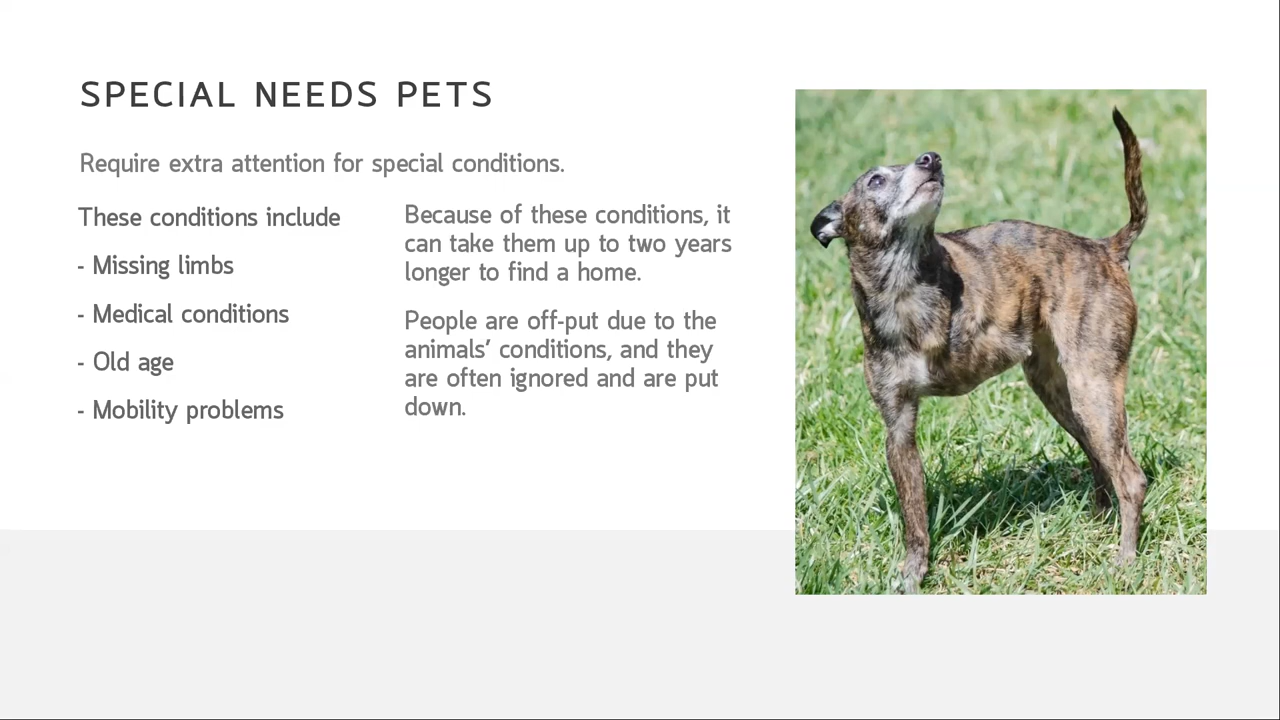 SPECIAL NEEDS PETS
Require extra attention for special conditions.
These conditions include
- Missing limbs
- Medical conditions
- Old age
- Mobility problems
Because of these conditions, it
can take them up to two years
longer to find a home.
People are off-put due to the
animals’ conditions, and they
are often ignored and are put
down.